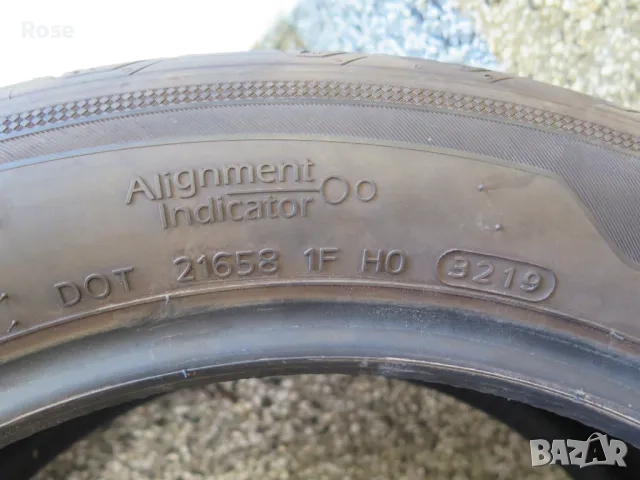 Rose
Alignment
Indicator
DOT 21658 1F H0 3219
BAZAR